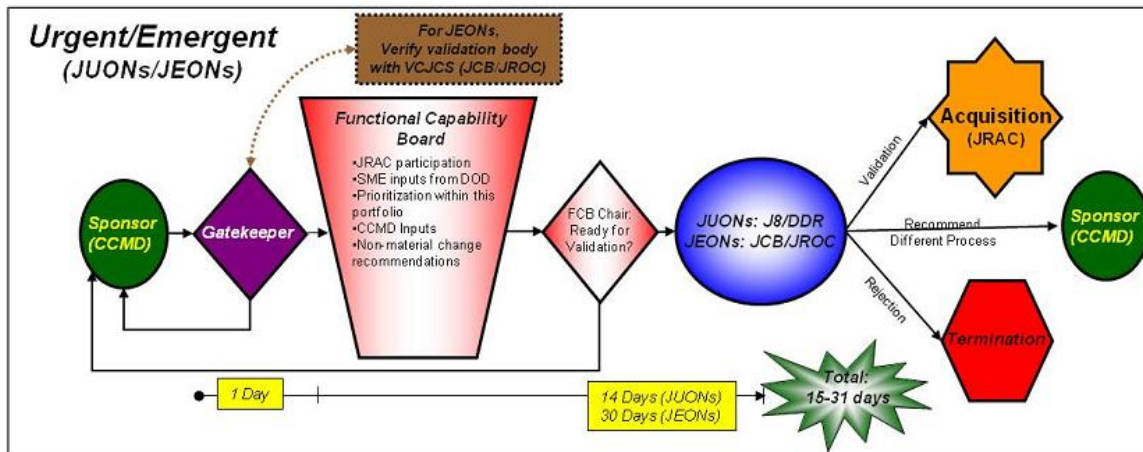 Urgent/Emergent
(JUONs/JEONs)
For JEONs,
Verify validation body
with VCJCS (JCB/JROC)
Functional Capability
Board
•JRAC participation
•SME inputs from DOD
•Prioritization within this
portfolio
•CCMD Inputs
•Non-material change
recommendations
Sponsor
(CCMD)
Gatekeeper
FCB Chair:
Ready for
Validation?
JUONs: J8/DDR
JEONs: JCB/JROC
Validation
Acquisition
(JRAC)
Recommend
Different Process
Sponsor
(CCMD)
Rejection
Termination
1 Day
14 Days (JUONs)
30 Days (JEONs)
Total:
15-31 days